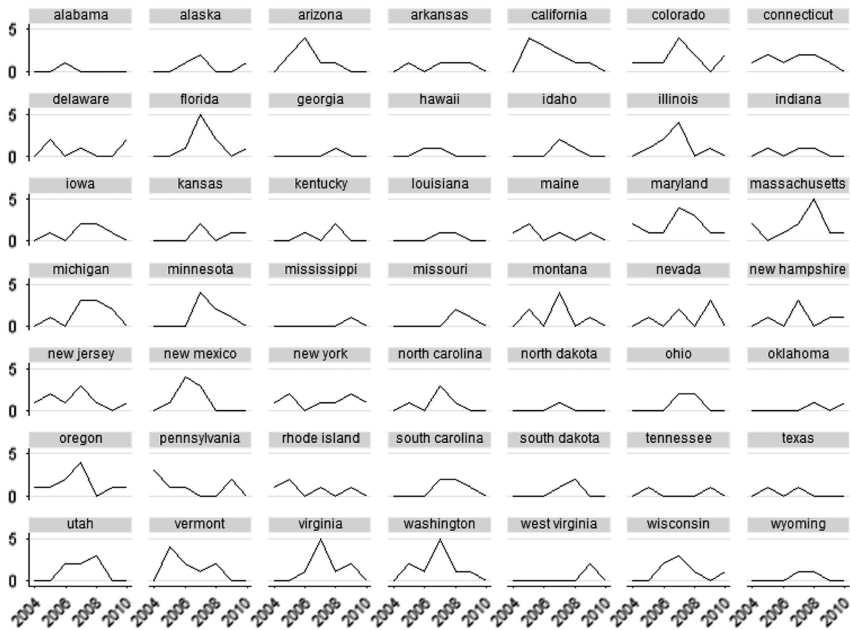 alabama alaska arizona arkansas california colorado connecticut
5
0
delaware florida georgia hawaii idaho illinois indiana
5
0
iowa kansas kentucky louisiana maine maryland massachusetts
5
0
michigan minnesota mississippi missouri montana nevada new hampshire
5
0
new jersey new mexico new york north carolina north dakota ohio oklahoma
5
0
oregon pennsylvania rhode island south carolina south dakota tennessee texas
5
0
utah vermont virginia washington west virginia wisconsin wyoming
5
0
2004 2006 2008 2010 2004 2006 2008 2010 2004 2006 2008 2010 2004 2006 2008 2010 2004 2006 2008 2010 2004 2006 2008 2010 2004 2006 2008 2010